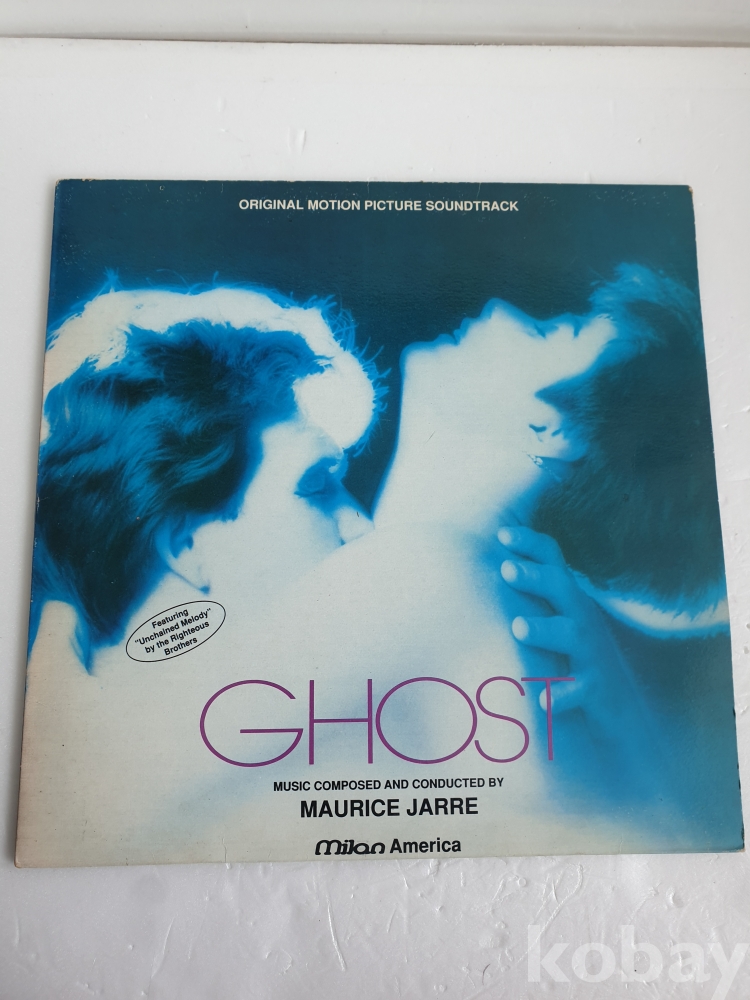 ORIGINAL MOTION PICTURE SOUNDTRACK
Featuring
"Unchained Melody"
by the Righteous
Brothers
GHOST
MUSIC COMPOSED AND CONDUCTED BY
MAURICE JARRE
milan America
kobay